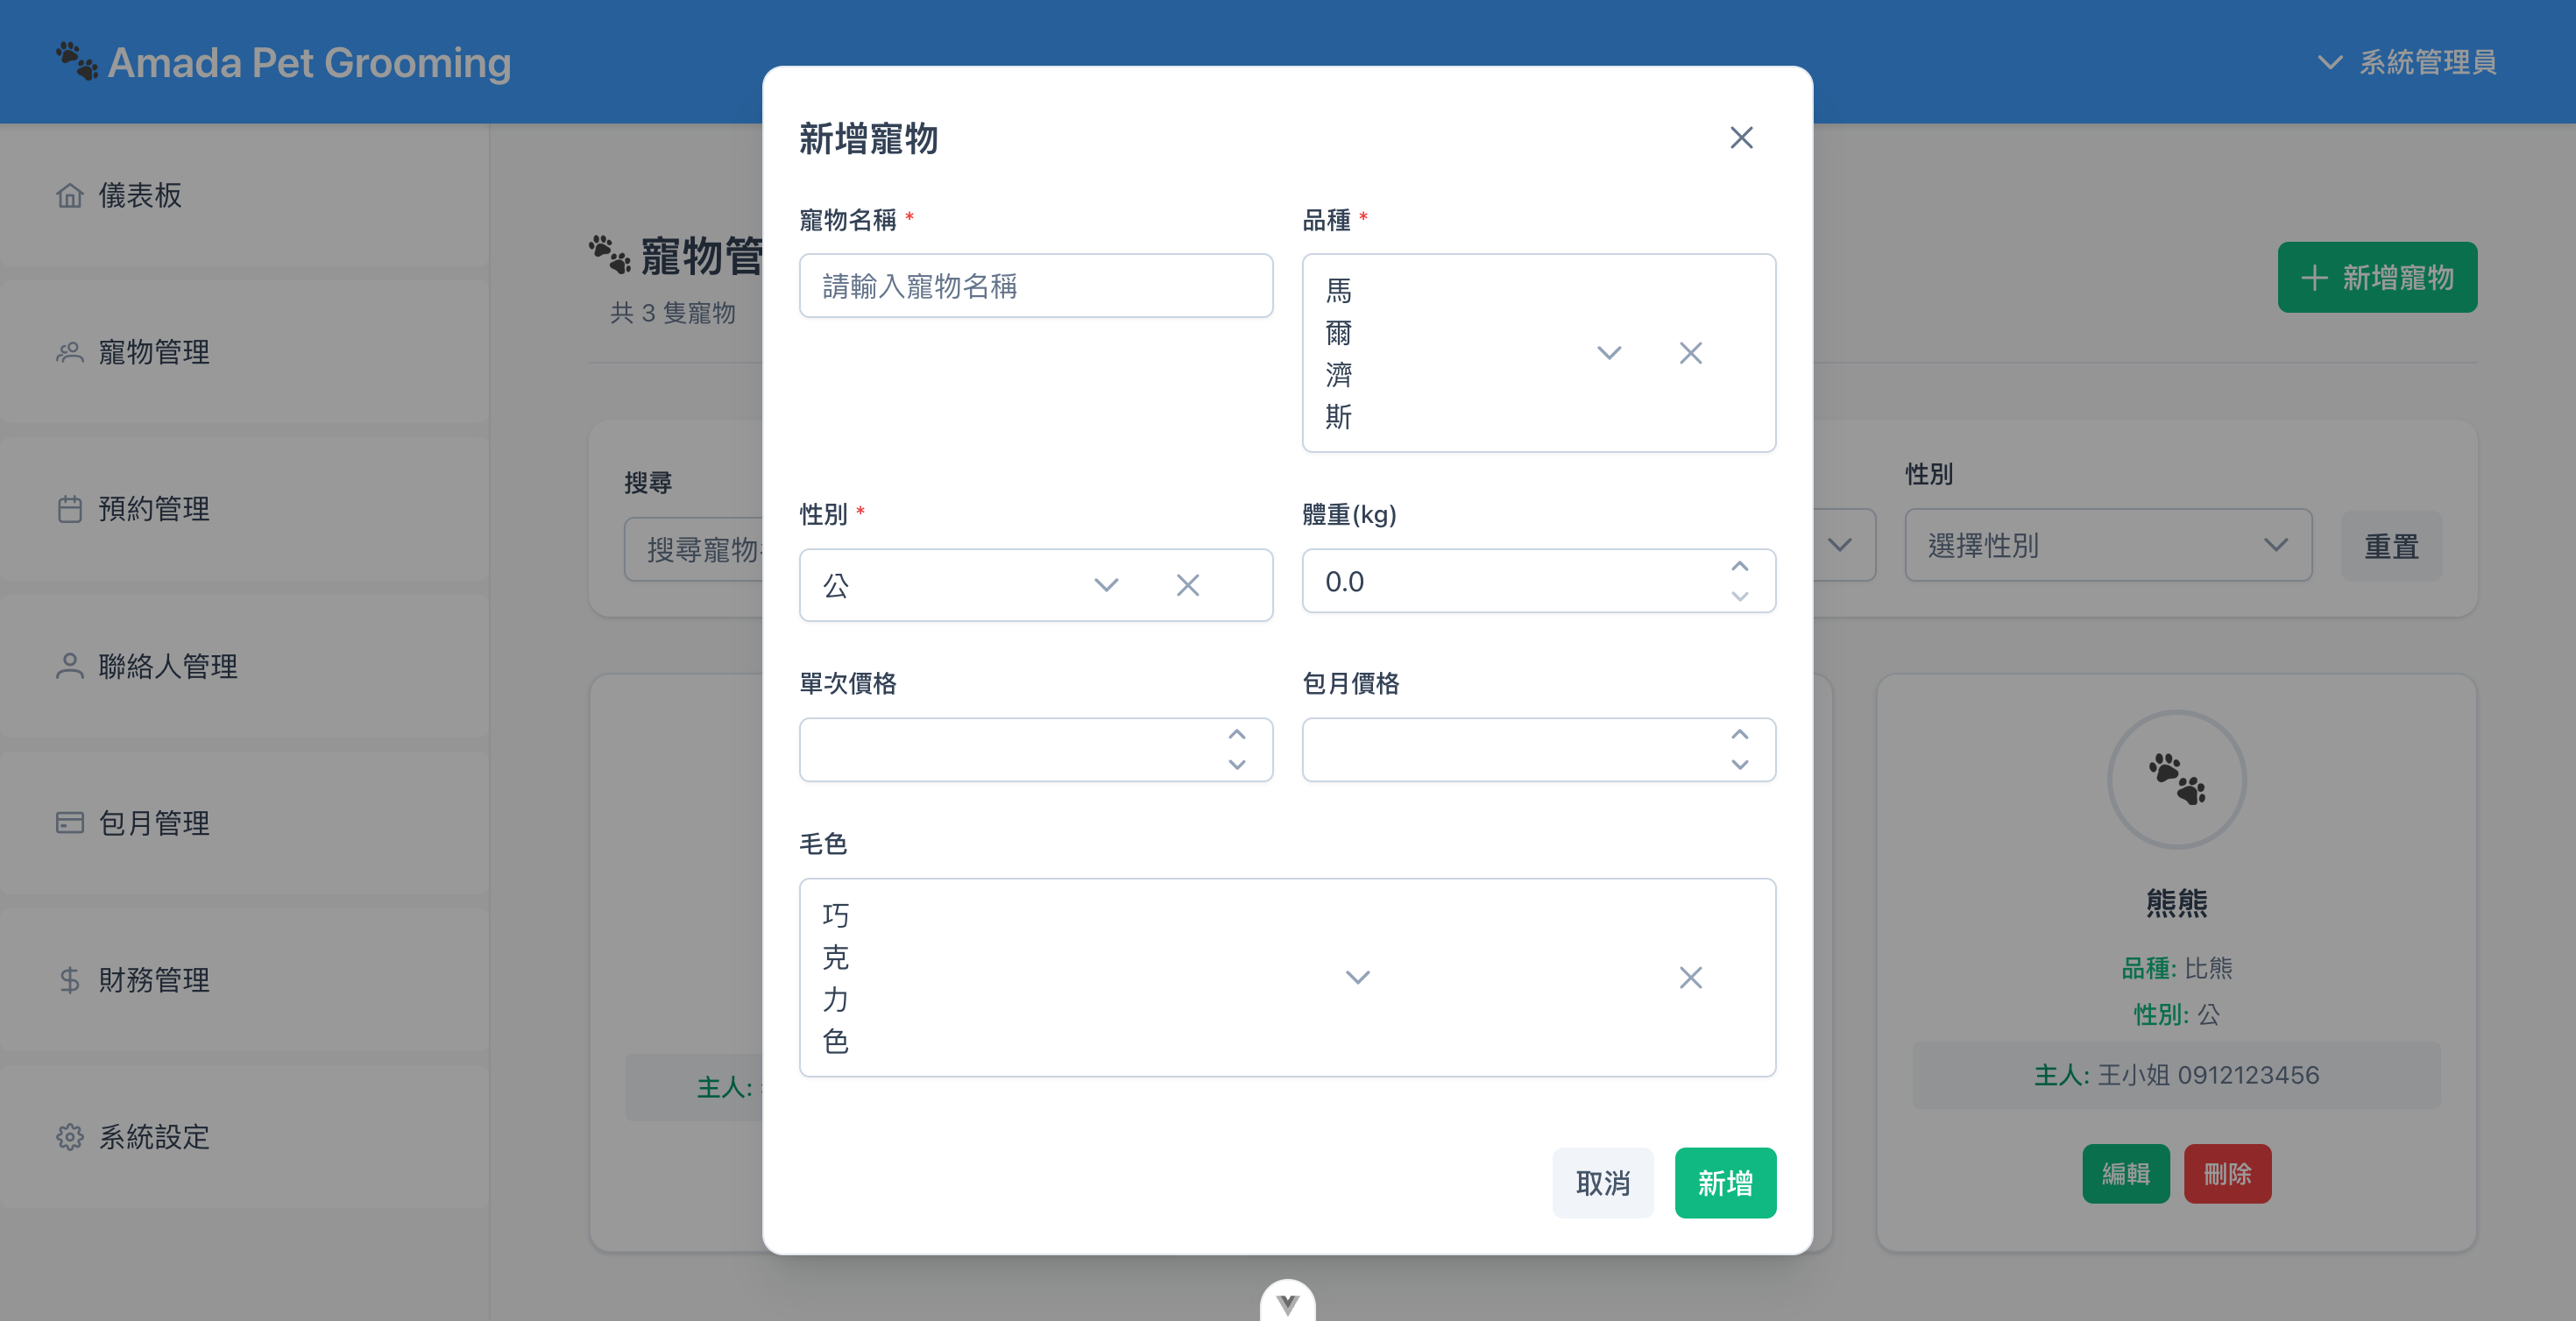 Amada Pet Grooming
系統管理員
儀表板
寵物管理
預約管理
聯絡人管理
包月管理
財務管理
系統設定
寵物管
共 3 隻寵物
新增寵物
搜尋
搜尋寵物
性別
選擇性別
重置
主人:
熊熊
品種: 比熊
性別: 公
主人: 王小姐 0912123456
編輯
刪除
新增寵物
寵物名稱 *
請輸入寵物名稱
品種 *
馬
爾
濟
斯
性別 *
公
體重(kg)
0.0
單次價格
包月價格
毛色
巧
克
力
色
取消
新增